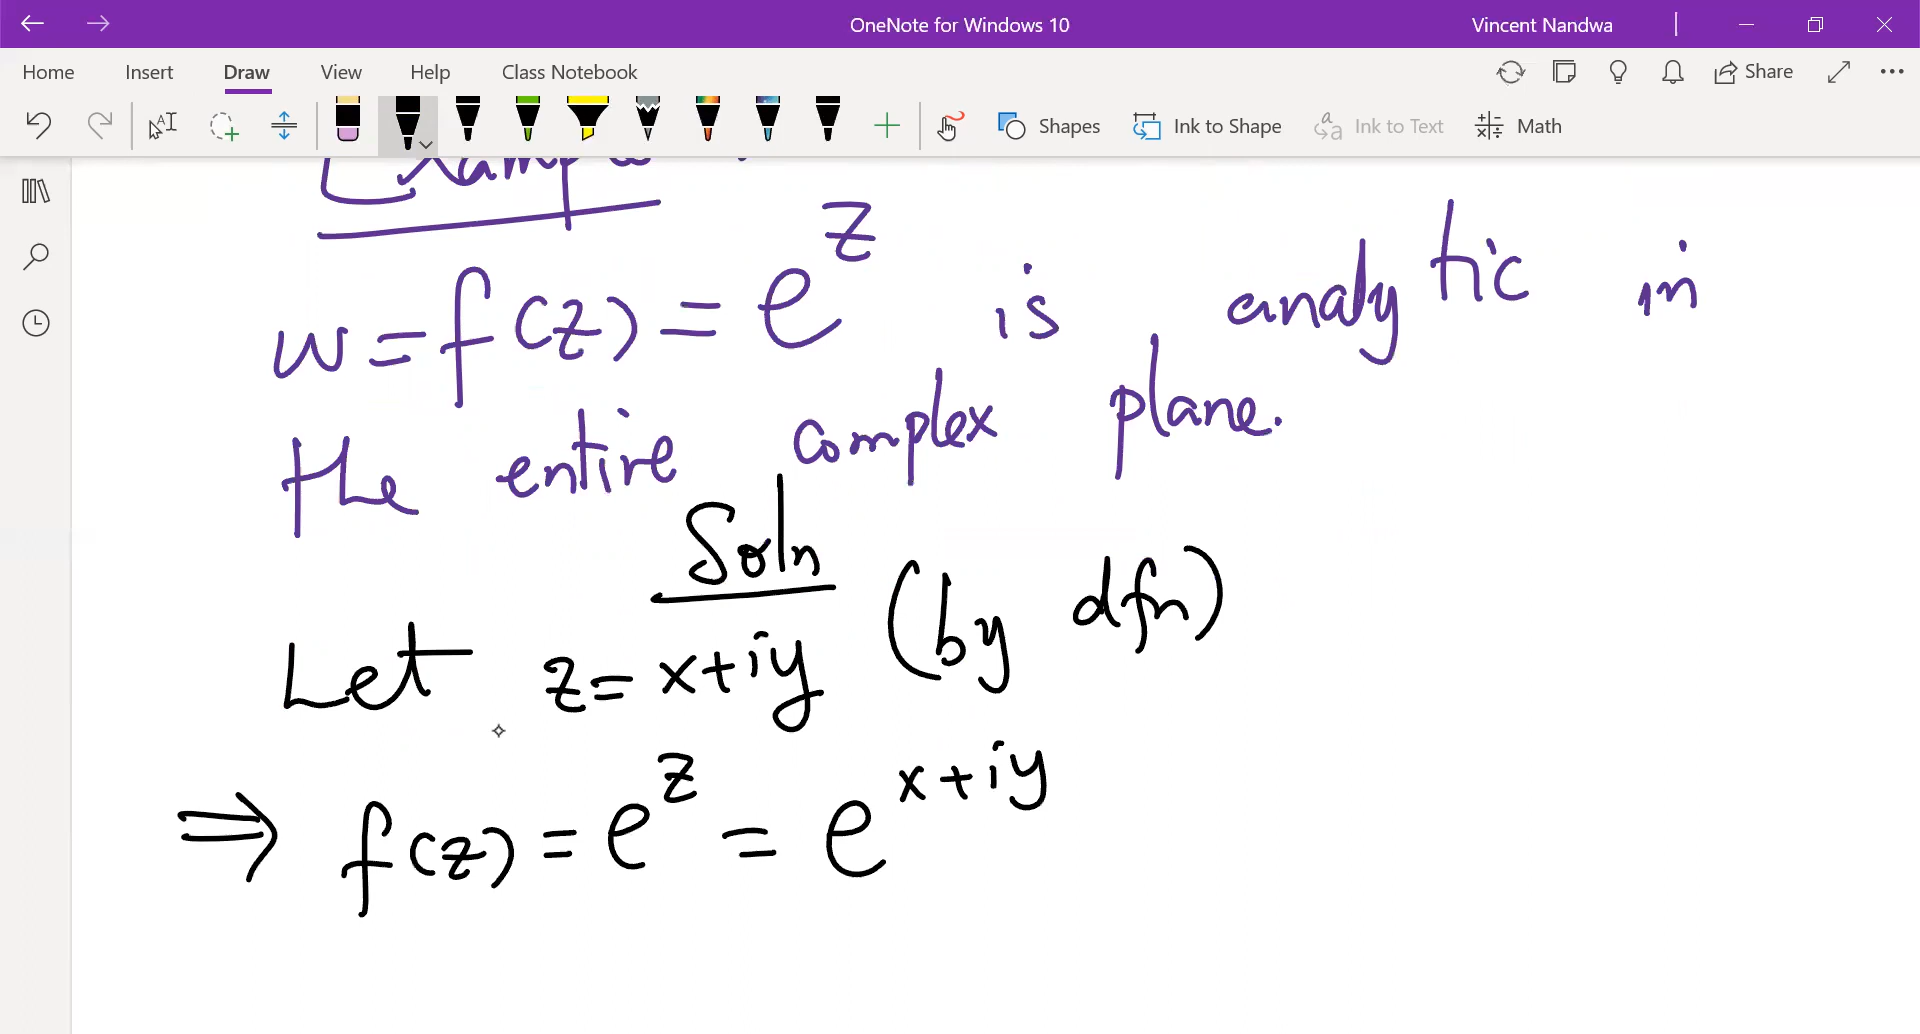 OneNote for Windows 10
Vincent Nandwa
Home Insert Draw View Help Class Notebook
Share
Shapes Ink to Shape Ink to Text Math
Example
w = f(z) = e^z is analytic in
the entire complex plane.
Soln
Let z = x+iy (by dfn)
⇒ f(z) = e^z = e^{x+iy}